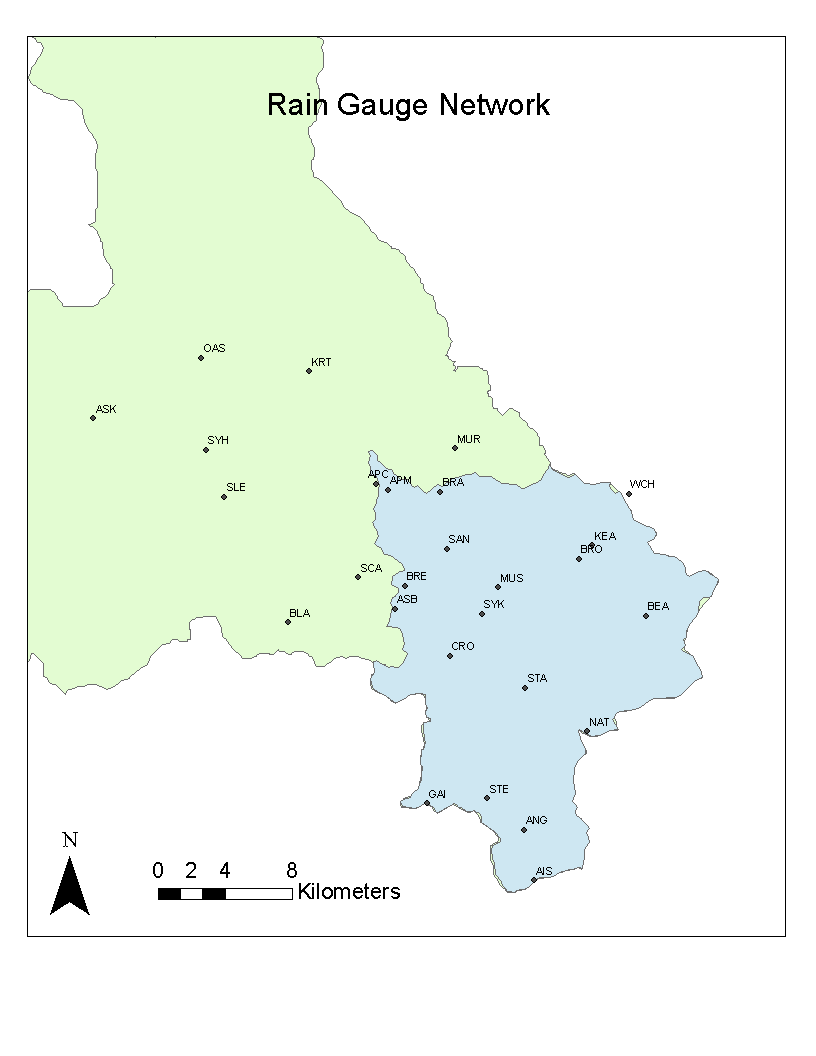 Rain Gauge Network
OAS
KRT
ASK
SYH
MUR
APC
APM
BRA
SLE
WCH
SAN
KEA
BRO
SCA
BRE
MUS
ASB
SYK
BEA
BLA
CRO
STA
NAT
GAI
STE
ANG
AIS
N
0 2 4 8
Kilometers